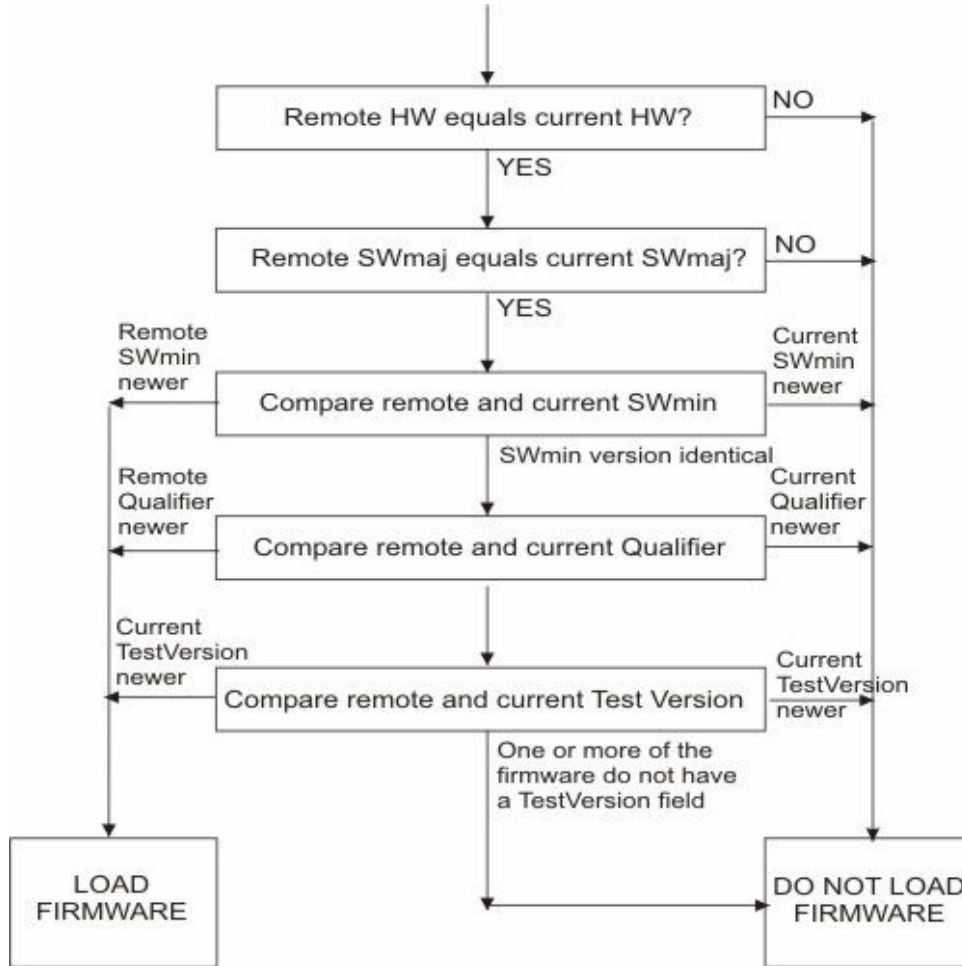 Remote HW equals current HW?
NO
YES
Remote SWmaj equals current SWmaj?
NO
YES
Remote
SWmin
newer
Current
SWmin
newer
Compare remote and current SWmin
SWmin version identical
Remote
Qualifier
newer
Current
Qualifier
newer
Compare remote and current Qualifier
Current
TestVersion
newer
Current
TestVersion
newer
Compare remote and current Test Version
One or more of the
firmware do not have
a TestVersion field
LOAD
FIRMWARE
DO NOT LOAD
FIRMWARE